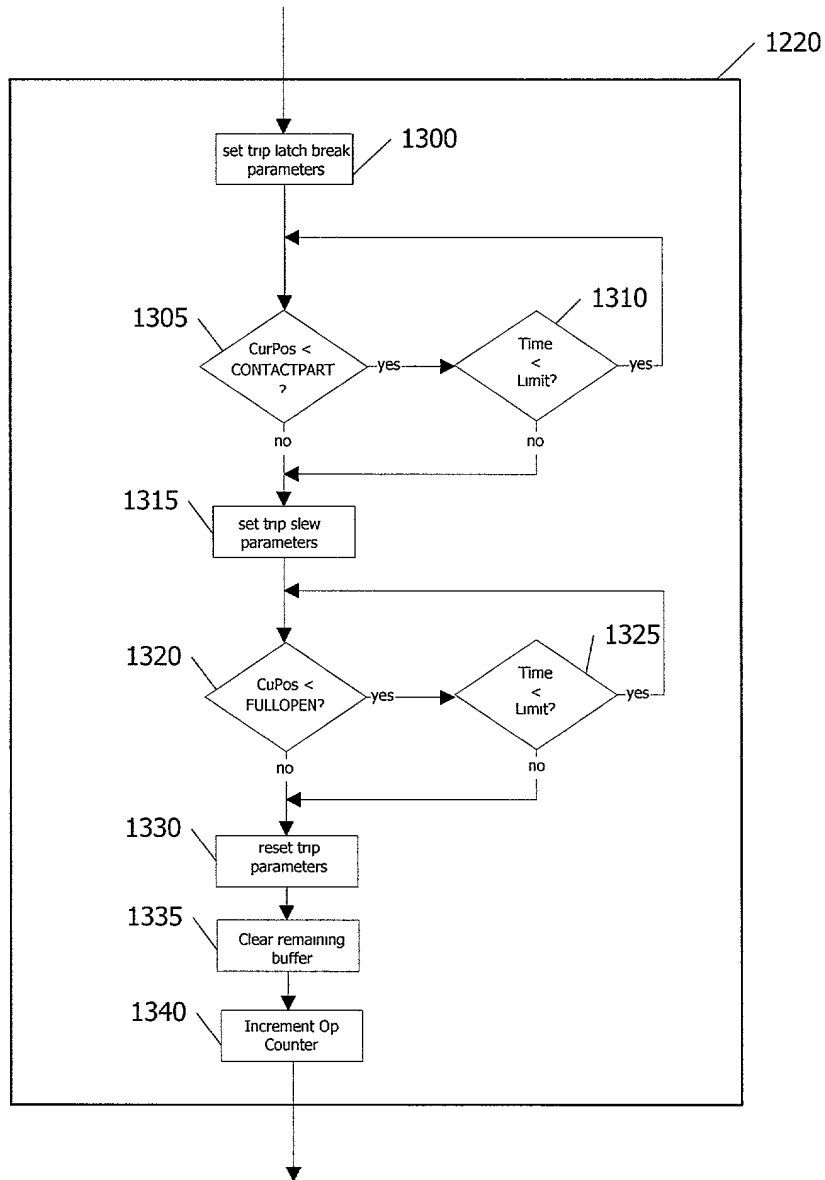 1220
set trip latch break
parameters
1300
1305
CurPos <
CONTACTPART
?
yes
1310
Time
<
Limit?
yes
no
no
1315
set trip slew
parameters
1320
CuPos <
FULLOPEN?
yes
1325
Time
<
Limit?
yes
no
no
1330
reset trip
parameters
1335
Clear remaining
buffer
1340
Increment Op
Counter